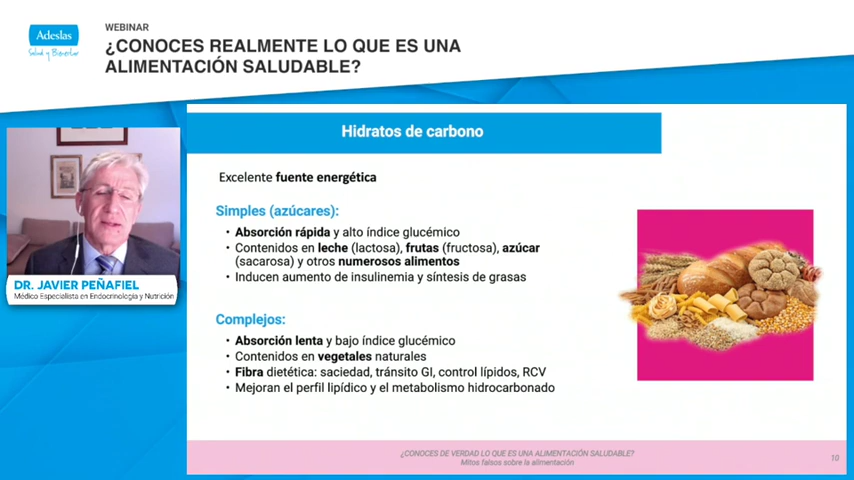 Adeslas
Salud y Bienestar
WEBINAR
¿CONOCES REALMENTE LO QUE ES UNA
ALIMENTACIÓN SALUDABLE?
DR. JAVIER PEÑAFIEL
Médico Especialista en Endocrinología y Nutrición
Hidratos de carbono
Excelente fuente energética
Simples (azúcares):
• Absorción rápida y alto índice glucémico
• Contenidos en leche (lactosa), frutas (fructosa), azúcar
(sacarosa) y otros numerosos alimentos
• Inducen aumento de insulinemia y síntesis de grasas
Complejos:
• Absorción lenta y bajo índice glucémico
• Contenidos en vegetales naturales
• Fibra dietética: saciedad, tránsito GI, control lípidos, RCV
• Mejoran el perfil lipídico y el metabolismo hidrocarbonado
¿CONOCES DE VERDAD LO QUE ES UNA ALIMENTACIÓN SALUDABLE?
Mitos falsos sobre la alimentación
10